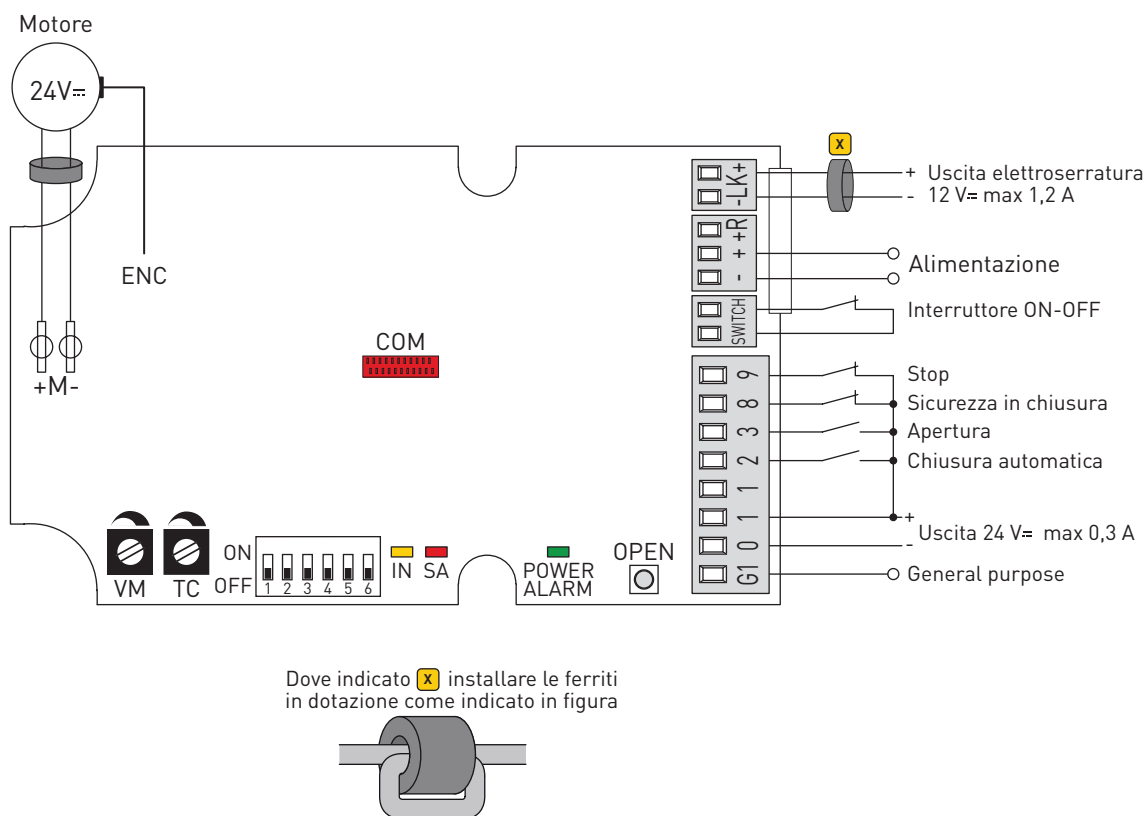 Motore
24V⎓
ENC
+M-
COM
-LK+
X
+ Uscita elettroserratura
- 12 V⎓ max 1,2 A
- + +R
Alimentazione
SWITCH
Interruttore ON-OFF
9
Stop
8
Sicurezza in chiusura
3
Apertura
2
Chiusura automatica
1
1
+
Uscita 24 V⎓ max 0,3 A
0
-
G1
General purpose
VM
TC
ON
OFF
1 2 3 4 5 6
IN
SA
POWER
ALARM
OPEN
Dove indicato X installare le ferriti
in dotazione come indicato in figura